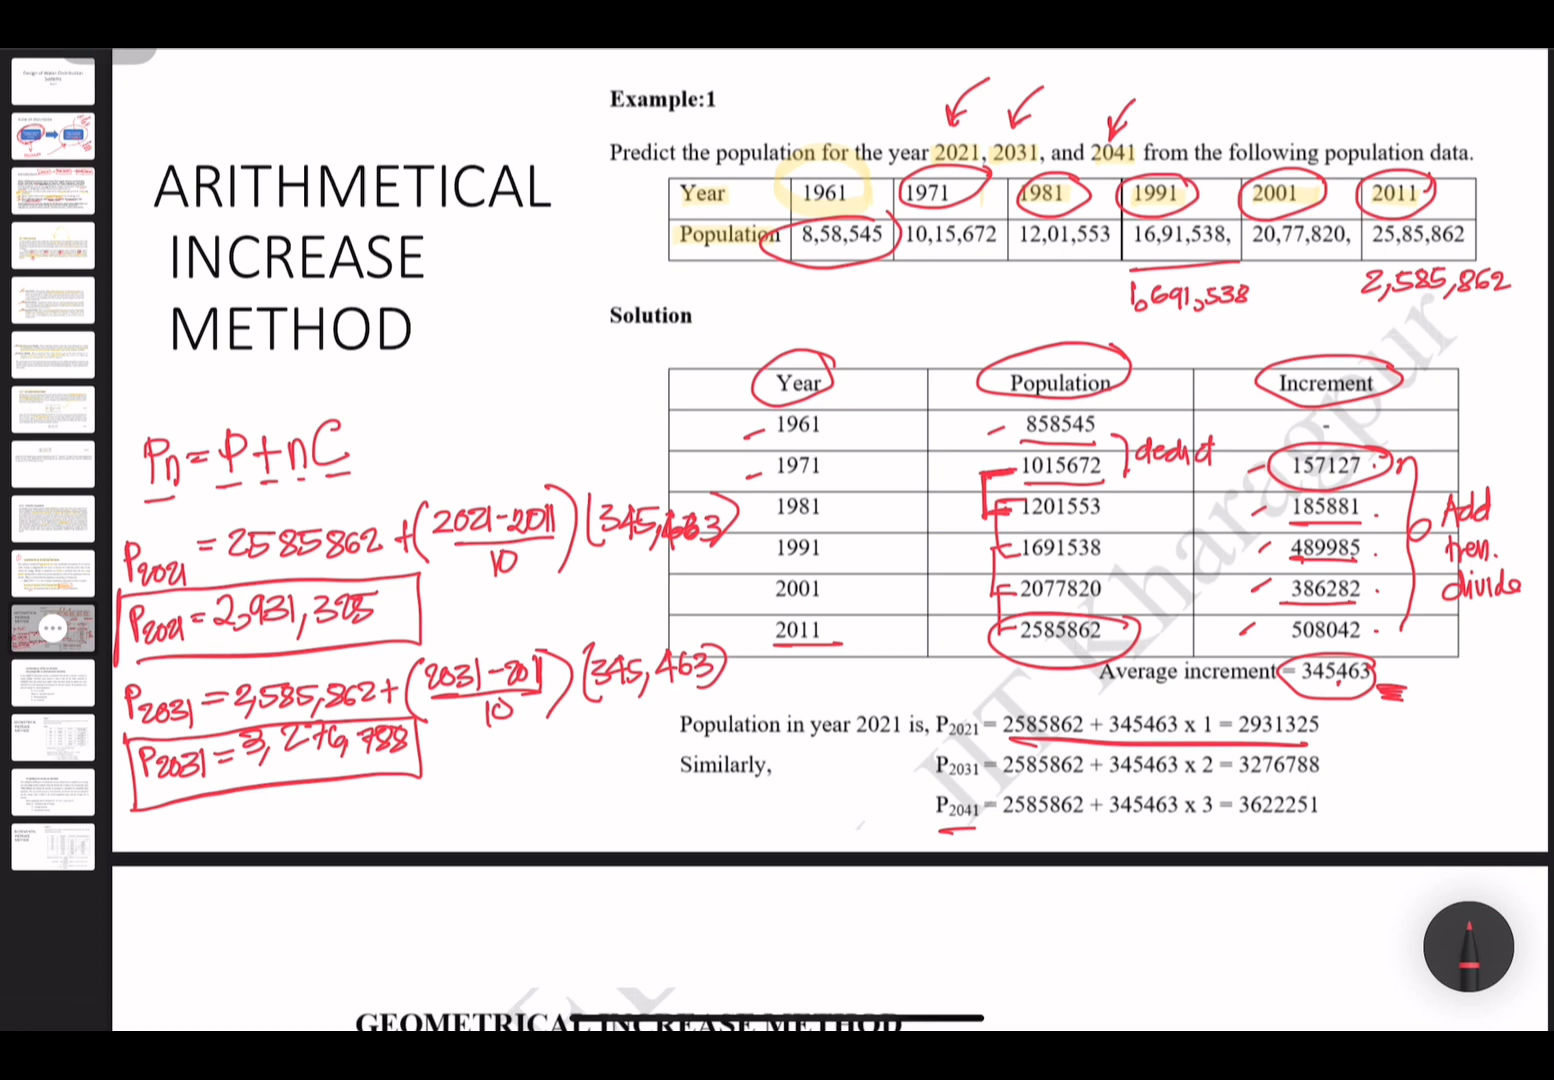 Design of Water Distribution
Systems
ARITHMETICAL
INCREASE
METHOD
Example:1
Predict the population for the year 2021, 2031, and 2041 from the following population data.
Year 1961 1971 1981 1991 2001 2011
Population 8,58,545 10,15,672 12,01,553 16,91,538, 20,77,820, 25,85,862
1,691,538 2,585,862
Solution
Year Population Increment
1961 858545 -
1971 1015672 157127
1981 1201553 185881
1991 1691538 489985
2001 2077820 386282
2011 2585862 508042
deduct
Add
then.
divide
Average increment = 345463
Population in year 2021 is, P2021 = 2585862 + 345463 x 1 = 2931325
Similarly, P2031 = 2585862 + 345463 x 2 = 3276788
P2041 = 2585862 + 345463 x 3 = 3622251
Pn = P + nC
P2021 = 2585862 + (2021-2011/10) (345,463)
P2021 = 2,931,325
P2031 = 2,585,862 + (2031-2011/10) (345,463)
P2031 = 3,276,788
IIT Kharagpur
GEOMETRICAL INCREASE METHOD